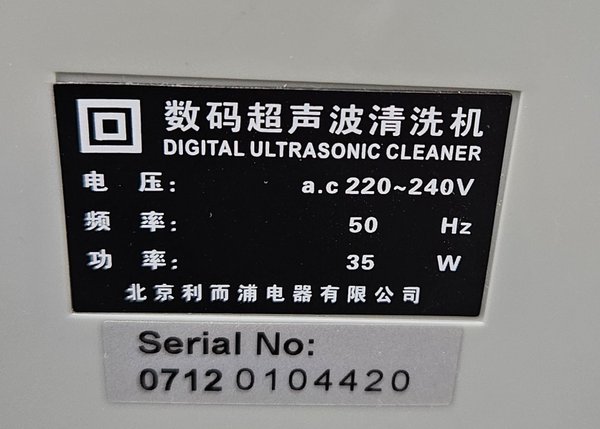 数码超声波清洗机
DIGITAL ULTRASONIC CLEANER
电 压: a.c 220~240V
频 率: 50 Hz
功 率: 35 W
北京利而浦电器有限公司
Serial No:
0712 0104420